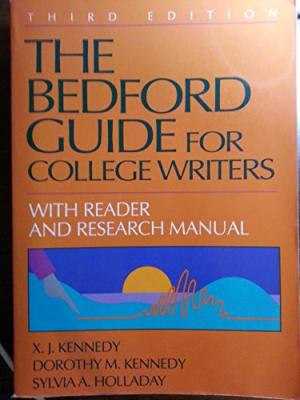 THIRD EDITION
THE
BEDFORD
GUIDE FOR
COLLEGE WRITERS
WITH READER
AND RESEARCH MANUAL
X. J. KENNEDY
DOROTHY M. KENNEDY
SYLVIA A. HOLLADAY